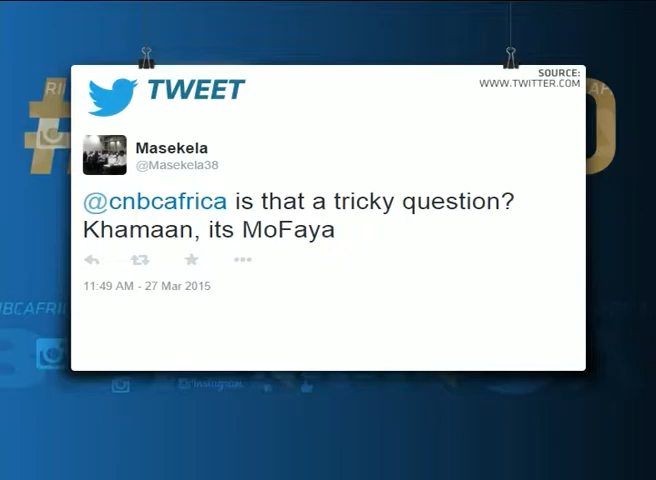 TWEET
SOURCE:
WWW.TWITTER.COM
Masekela
@Masekela38
@cnbcafrica is that a tricky question?
Khamaan, its MoFaya
11:49 AM - 27 Mar 2015
Instagram